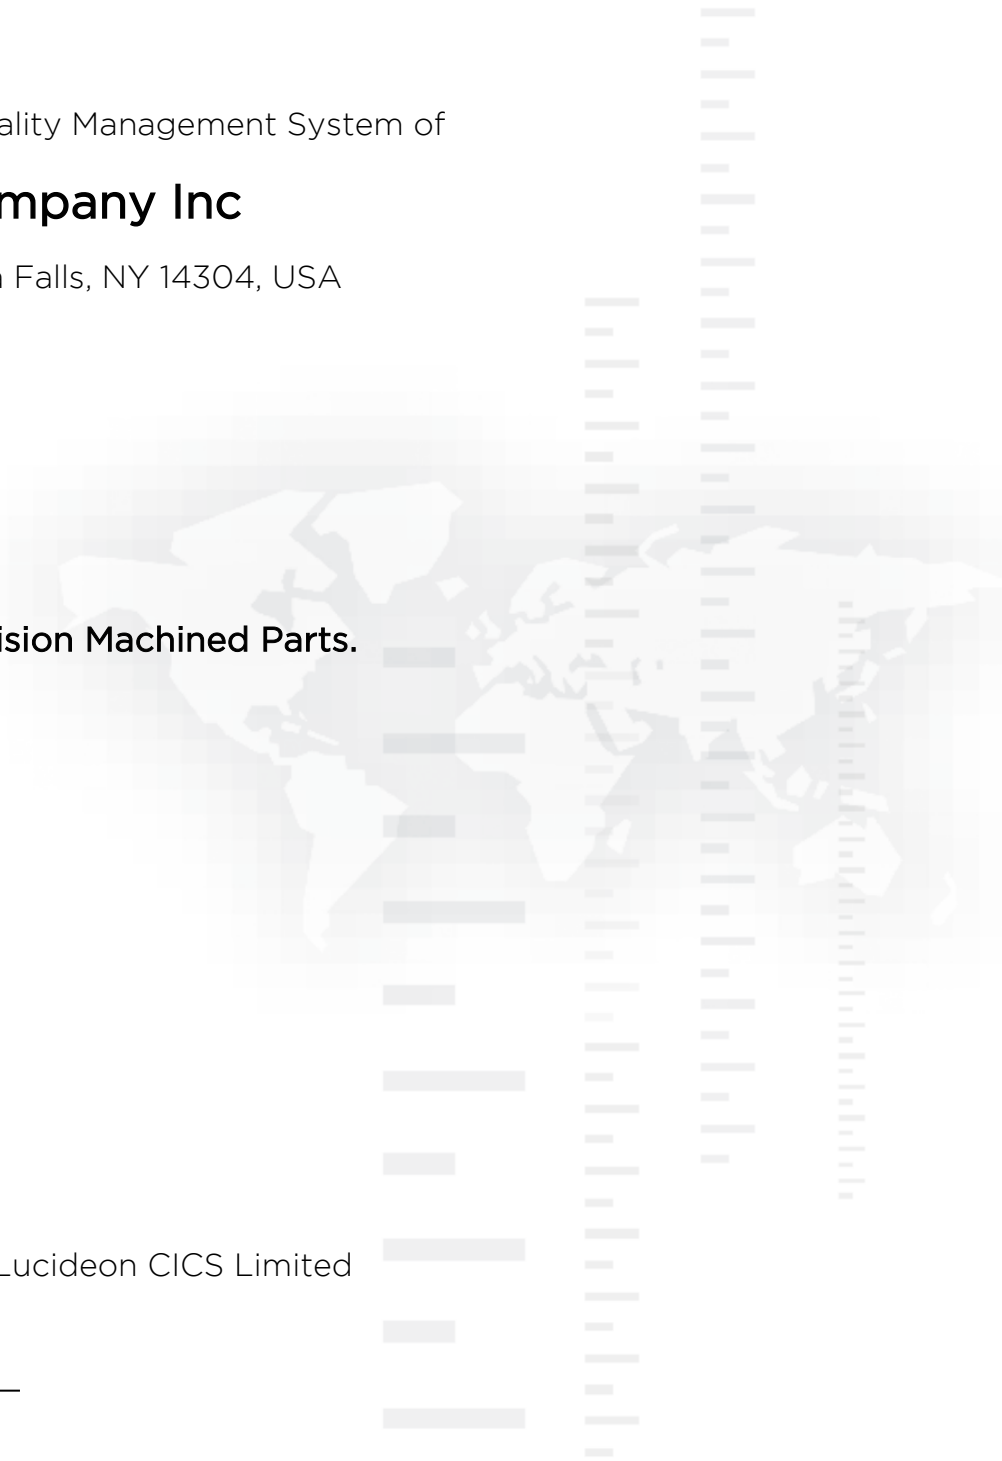 ality Management System of
mpany Inc
Falls, NY 14304, USA
ision Machined Parts.
Lucideon CICS Limited